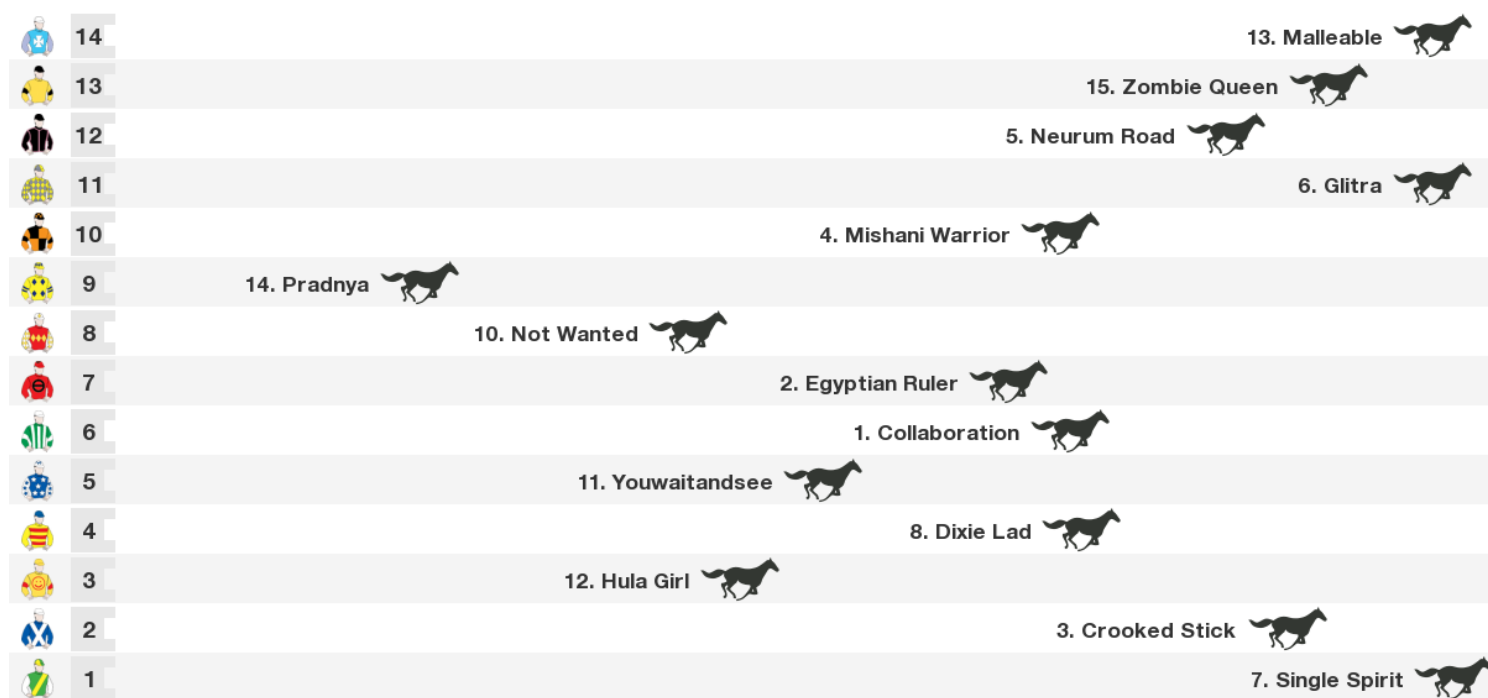 14 13. Malleable
13 15. Zombie Queen
12 5. Neurum Road
11 6. Glitra
10 4. Mishani Warrior
9 14. Pradnya
8 10. Not Wanted
7 2. Egyptian Ruler
6 1. Collaboration
5 11. Youwaitandsee
4 8. Dixie Lad
3 12. Hula Girl
2 3. Crooked Stick
1 7. Single Spirit